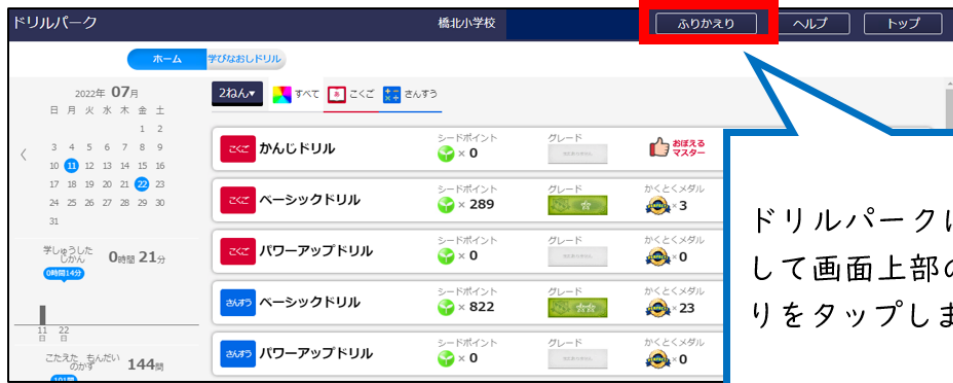 ドリルパーク 橋北小学校 ふりかえり ヘルプ トップ
ホーム 学びなおしドリル
2022年 07月
日 月 火 水 木 金 土
1 2
3 4 5 6 7 8 9
10 11 12 13 14 15 16
17 18 19 20 21 22 23
24 25 26 27 28 29 30
31
学しゅうした
じかん 0時間 21分
0時間14分
11 22
日 日
こたえた もんだい
のかず 144問
101問
2ねん▾ すべて あ こくご さんすう
こくご かんじドリル シードポイント × 0 グレード おぼえる
マスター
こくご ベーシックドリル シードポイント × 289 グレード かくとくメダル ×3
こくご パワーアップドリル シードポイント × 0 グレード かくとくメダル ×0
さんすう ベーシックドリル シードポイント × 822 グレード かくとくメダル ×23
さんすう パワーアップドリル シードポイント × 0 グレード かくとくメダル ×0
ドリルパークに
して画面上部の
りをタップしま